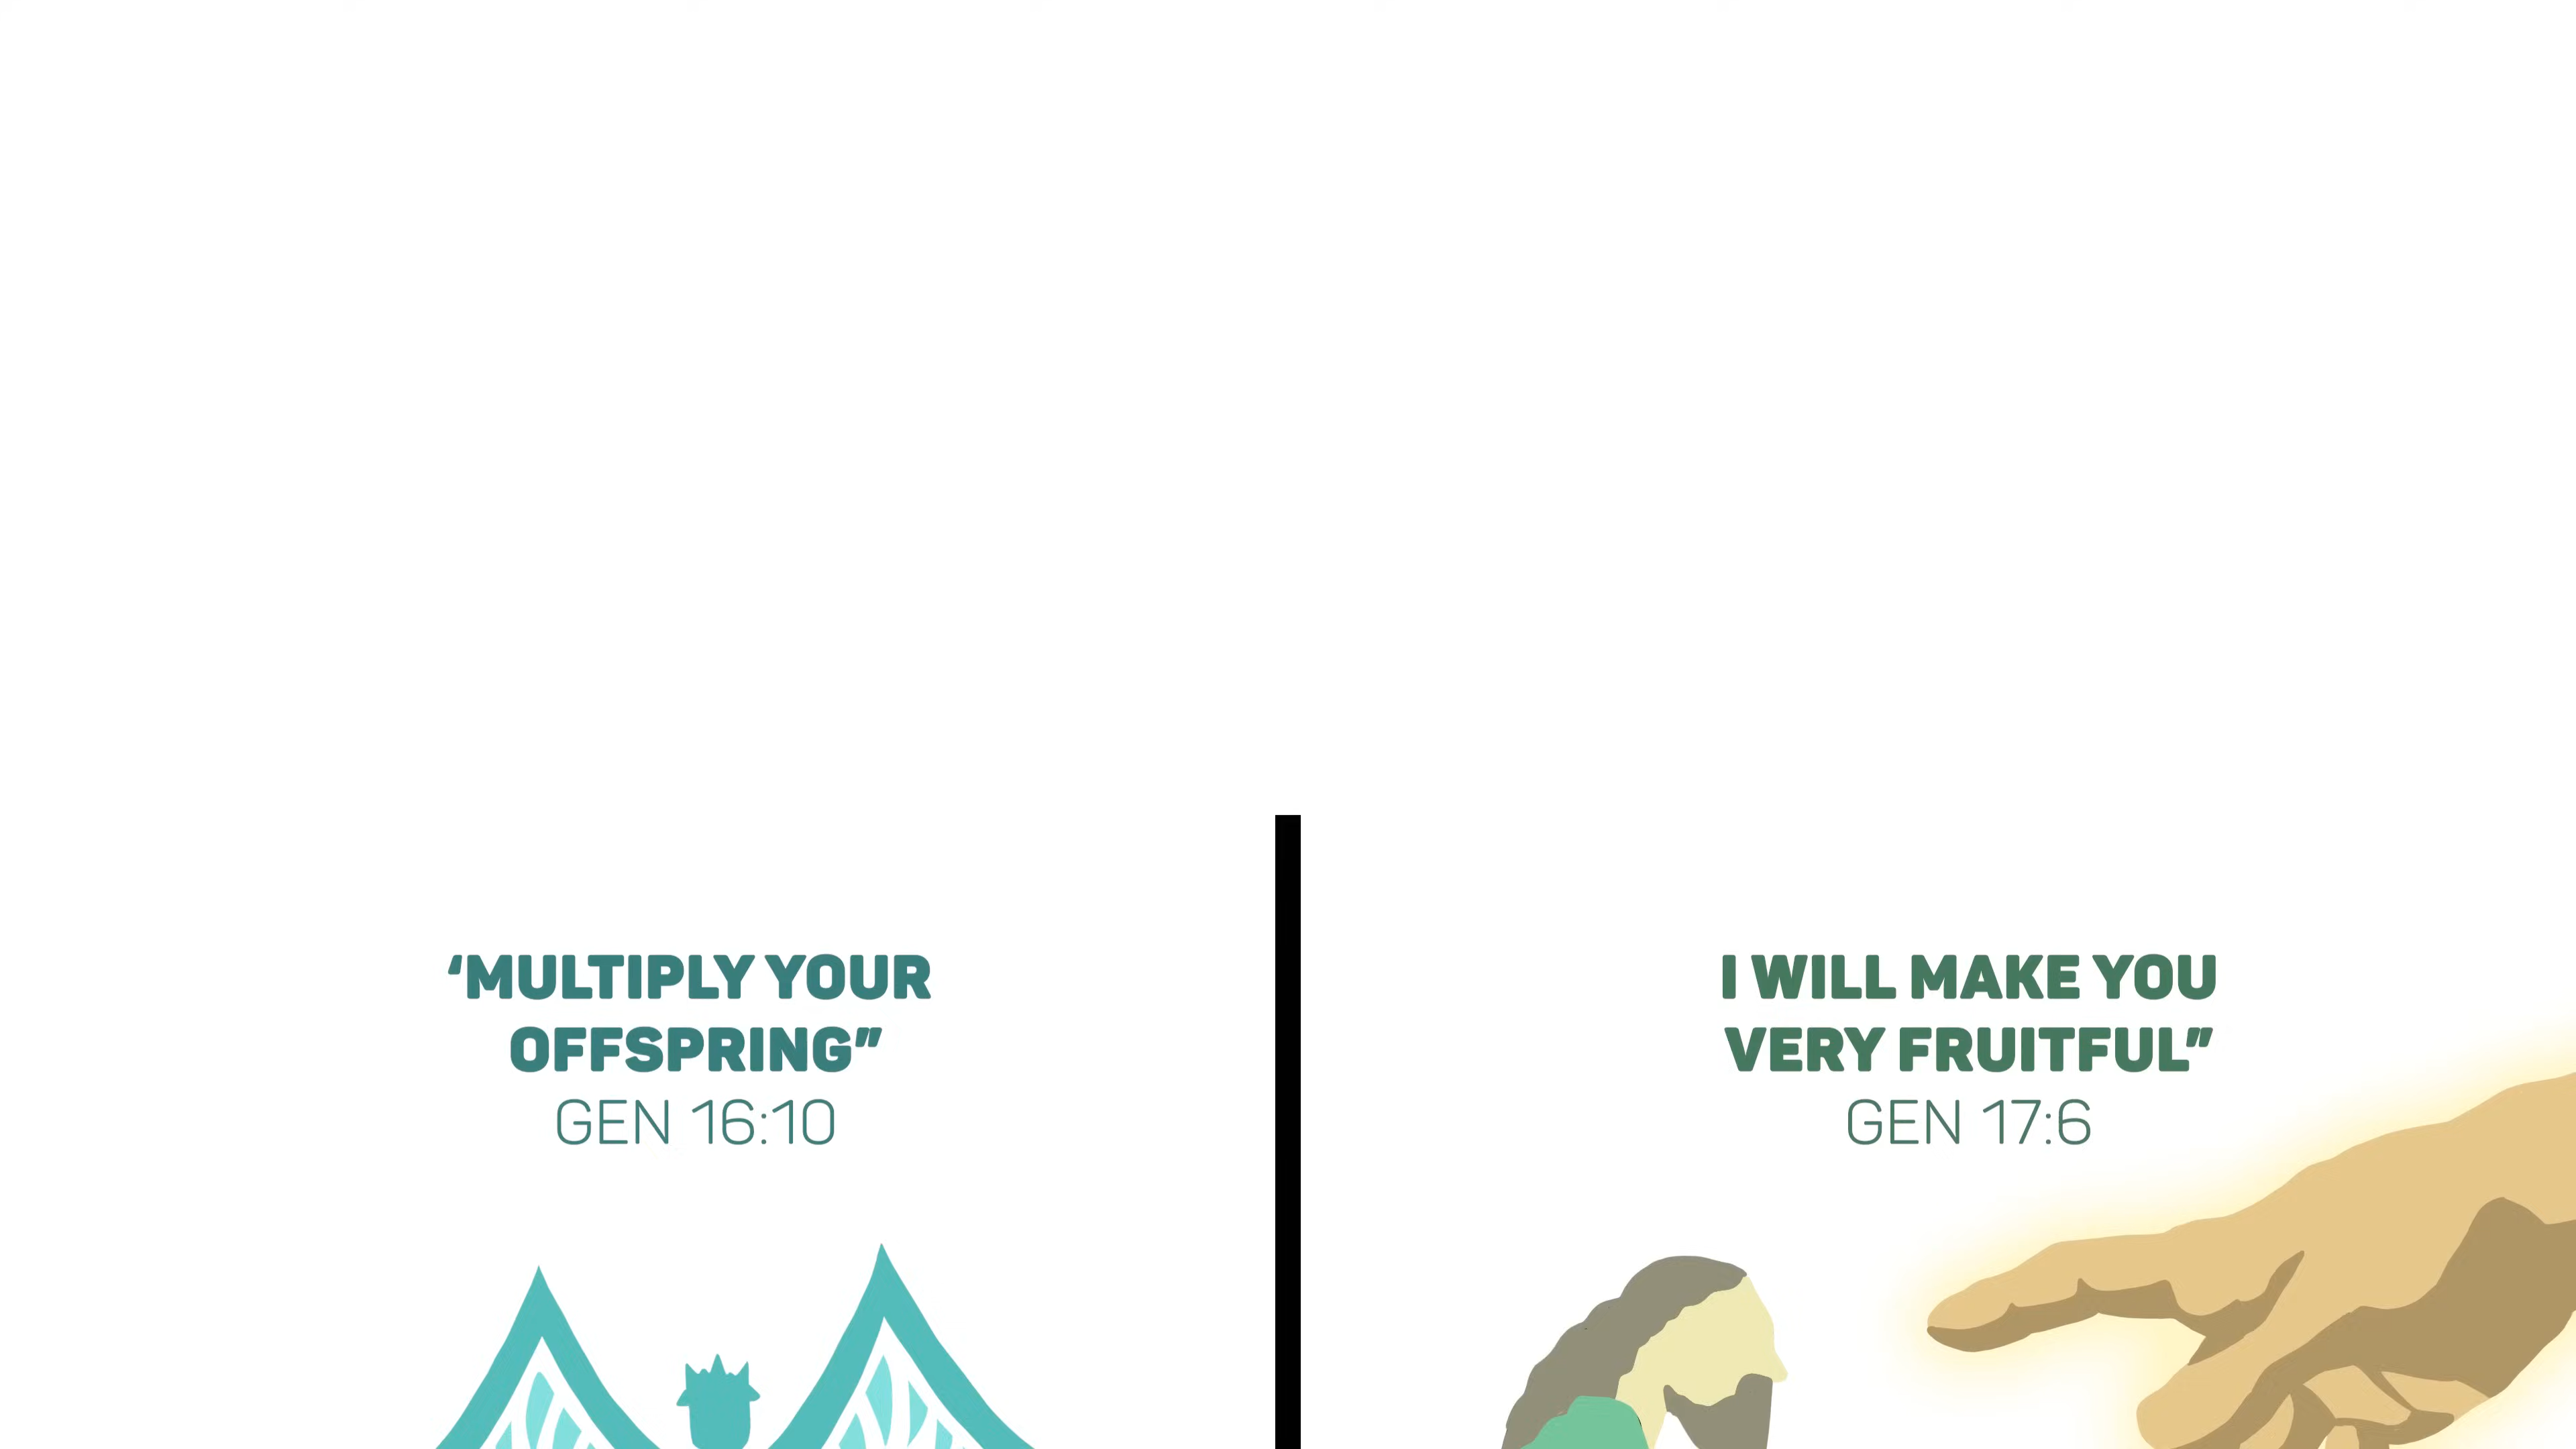 ‘MULTIPLY YOUR
OFFSPRING”
GEN 16:10
I WILL MAKE YOU
VERY FRUITFUL”
GEN 17:6